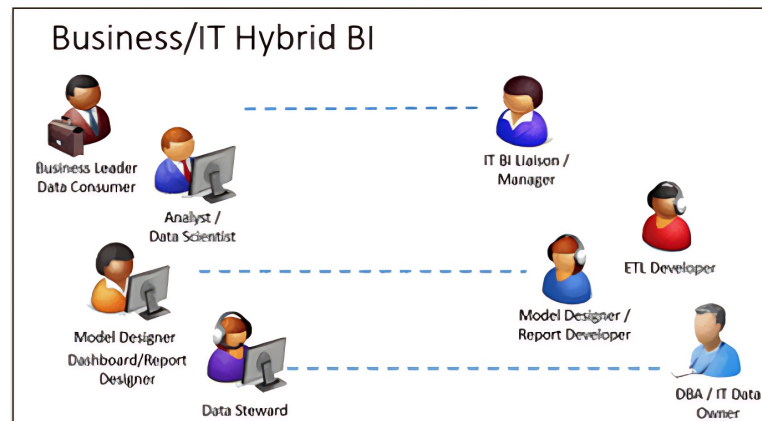 Business/IT Hybrid BI
Business Leader
Data Consumer
IT BI Liaison /
Manager
Analyst /
Data Scientist
ETL Developer
Model Designer
Dashboard/Report
Designer
Model Designer /
Report Developer
Data Steward
DBA / IT Data
Owner